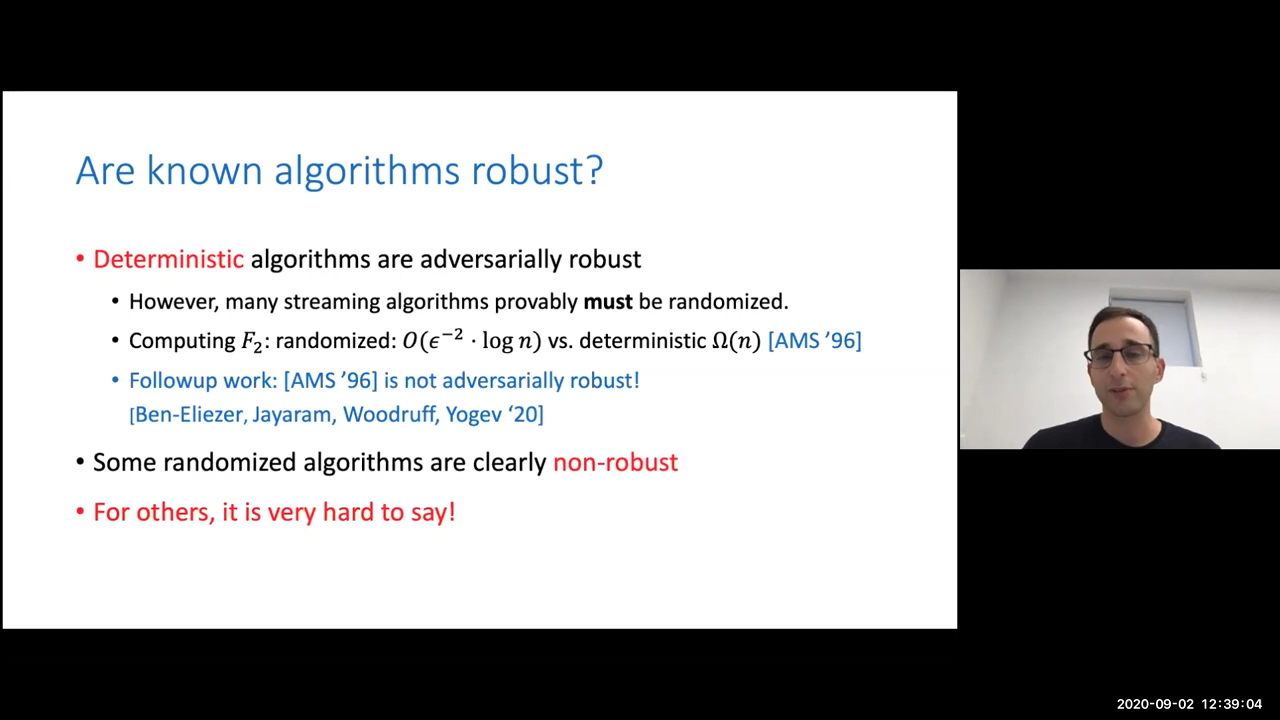 Are known algorithms robust?
• Deterministic algorithms are adversarially robust
• However, many streaming algorithms provably must be randomized.
• Computing F₂: randomized: O(ϵ⁻² · log n) vs. deterministic Ω(n) [AMS ’96]
• Followup work: [AMS ’96] is not adversarially robust!
[Ben-Eliezer, Jayaram, Woodruff, Yogev ‘20]
• Some randomized algorithms are clearly non-robust
• For others, it is very hard to say!
2020-09-02 12:39:04